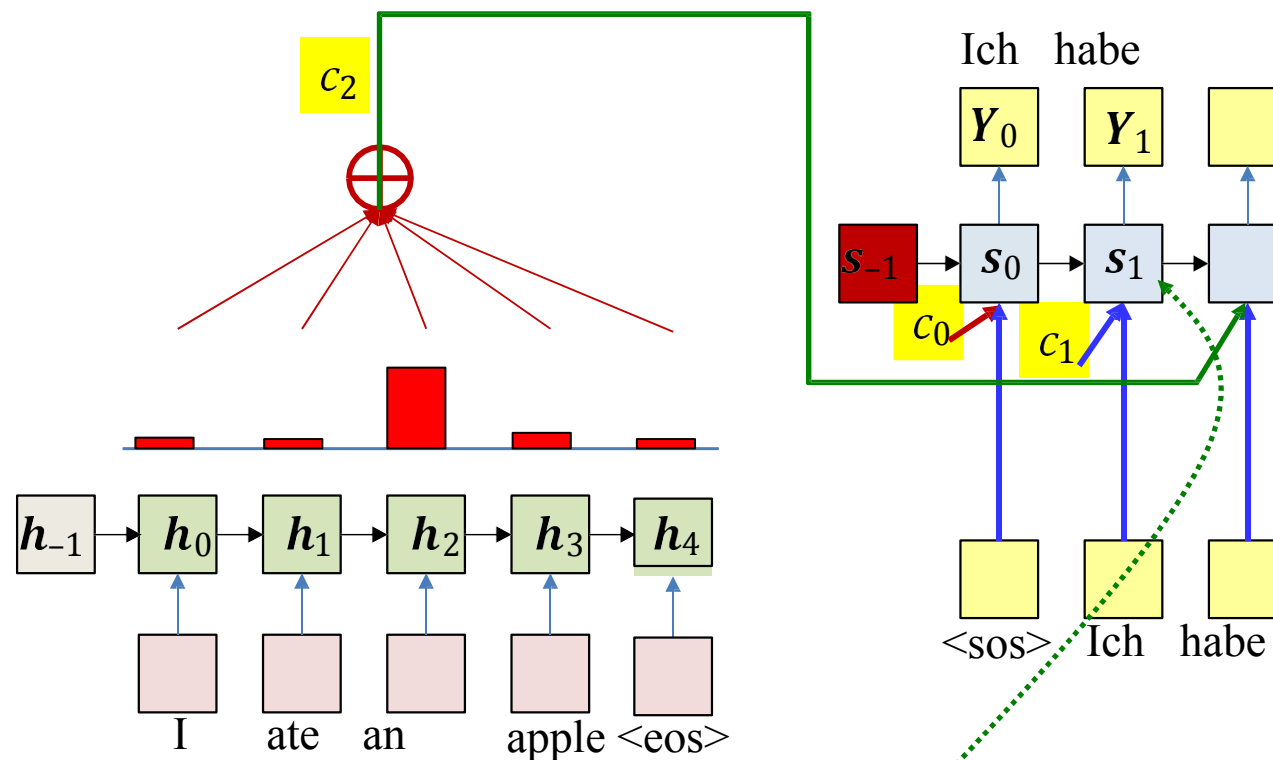 Ich habe
c₂
Y₀ Y₁
s₋₁ s₀ s₁
c₀ c₁
h₋₁ h₀ h₁ h₂ h₃ h₄
<sos> Ich habe
I ate an apple <eos>